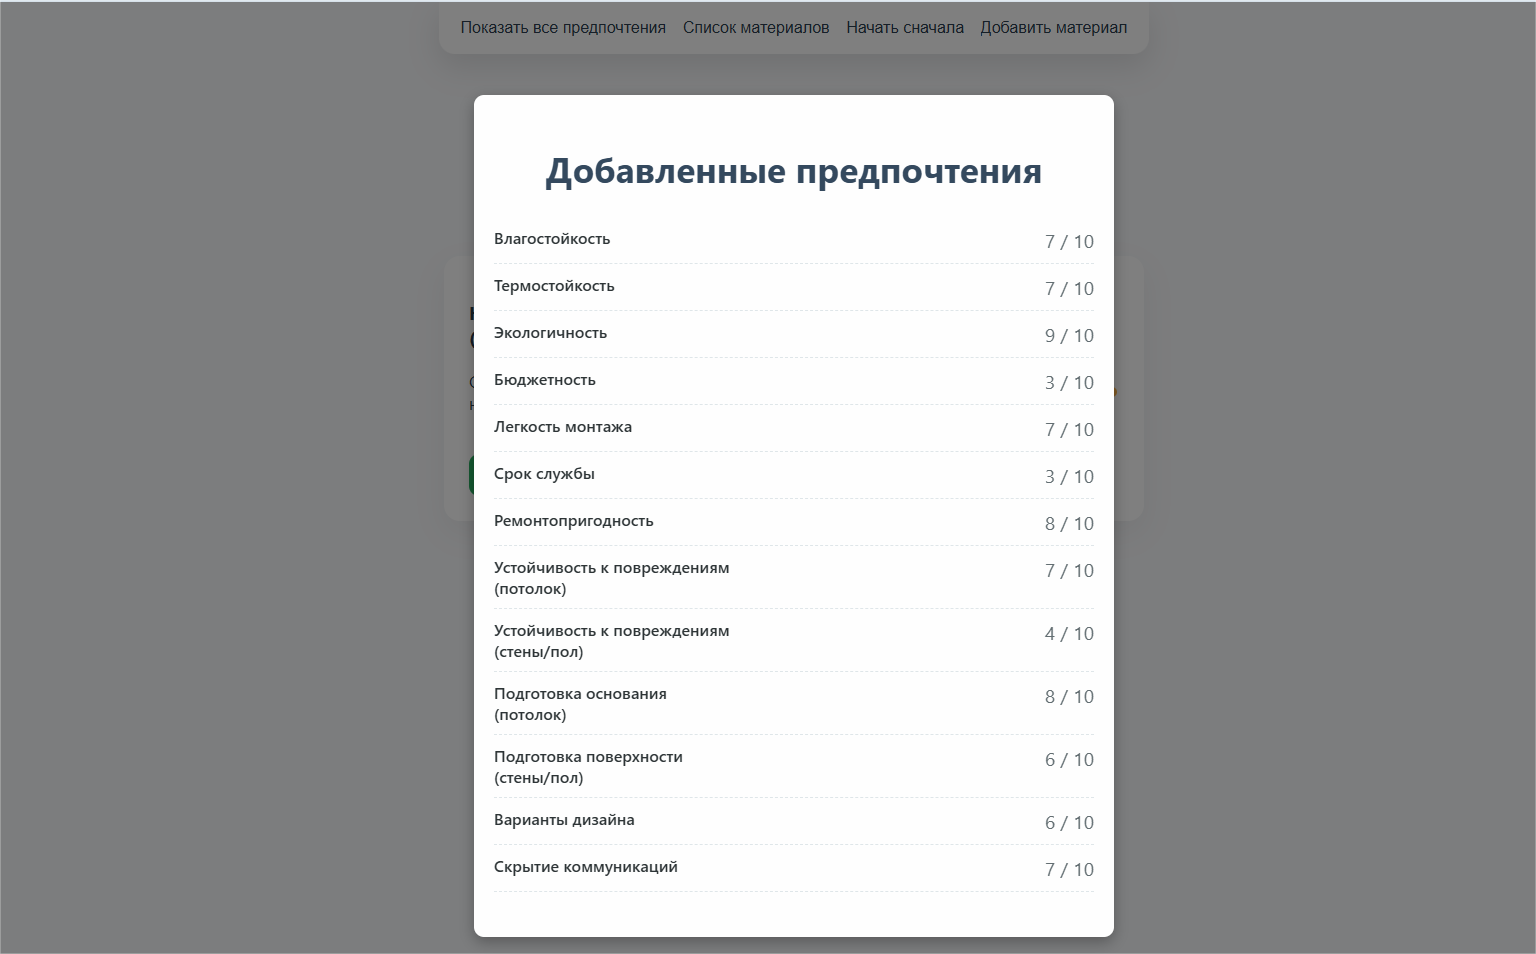 Показать все предпочтения Список материалов Начать сначала Добавить материал
Добавленные предпочтения
Влагостойкость 7 / 10
Термостойкость 7 / 10
Экологичность 9 / 10
Бюджетность 3 / 10
Легкость монтажа 7 / 10
Срок службы 3 / 10
Ремонтопригодность 8 / 10
Устойчивость к повреждениям 7 / 10
(потолок)
Устойчивость к повреждениям 4 / 10
(стены/пол)
Подготовка основания 8 / 10
(потолок)
Подготовка поверхности 6 / 10
(стены/пол)
Варианты дизайна 6 / 10
Скрытие коммуникаций 7 / 10